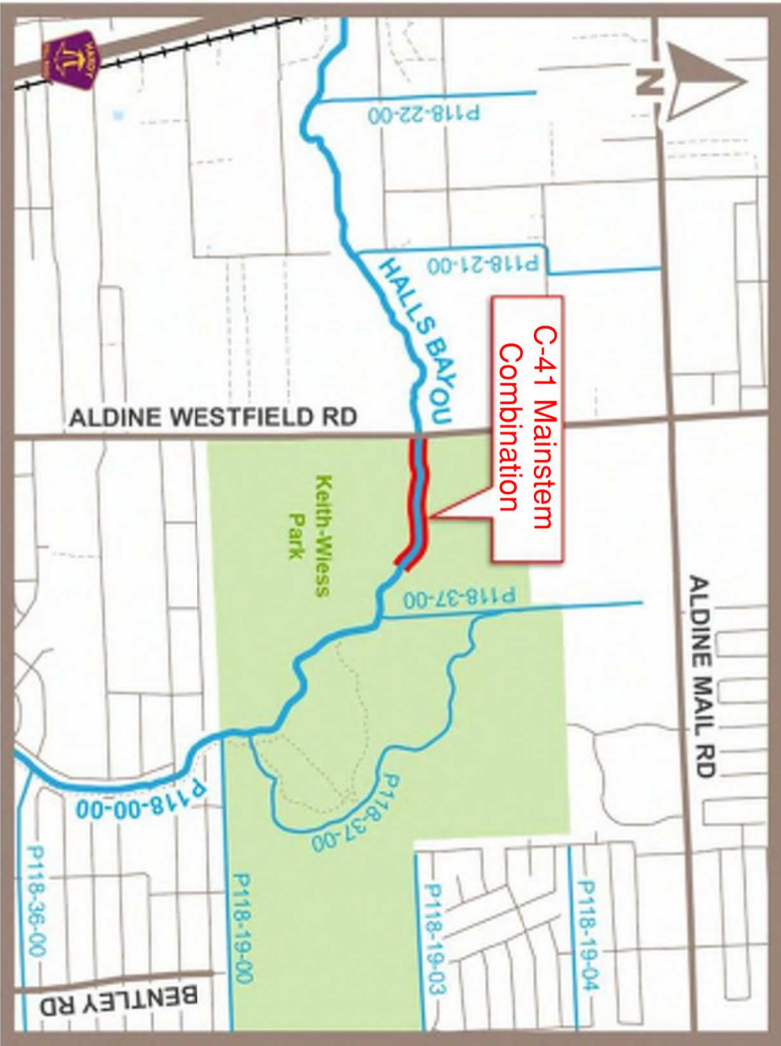 HARDY
N
P118-22-00
P118-21-00
HALLS BAYOU
C-41 Mainstem
Combination
ALDINE WESTFIELD RD
Keith-Wiess
Park
P118-37-00
ALDINE MAIL RD
P118-37-00
P118-00-00
P118-36-00
P118-19-00
P118-19-03
P118-19-04
BENTLEY RD